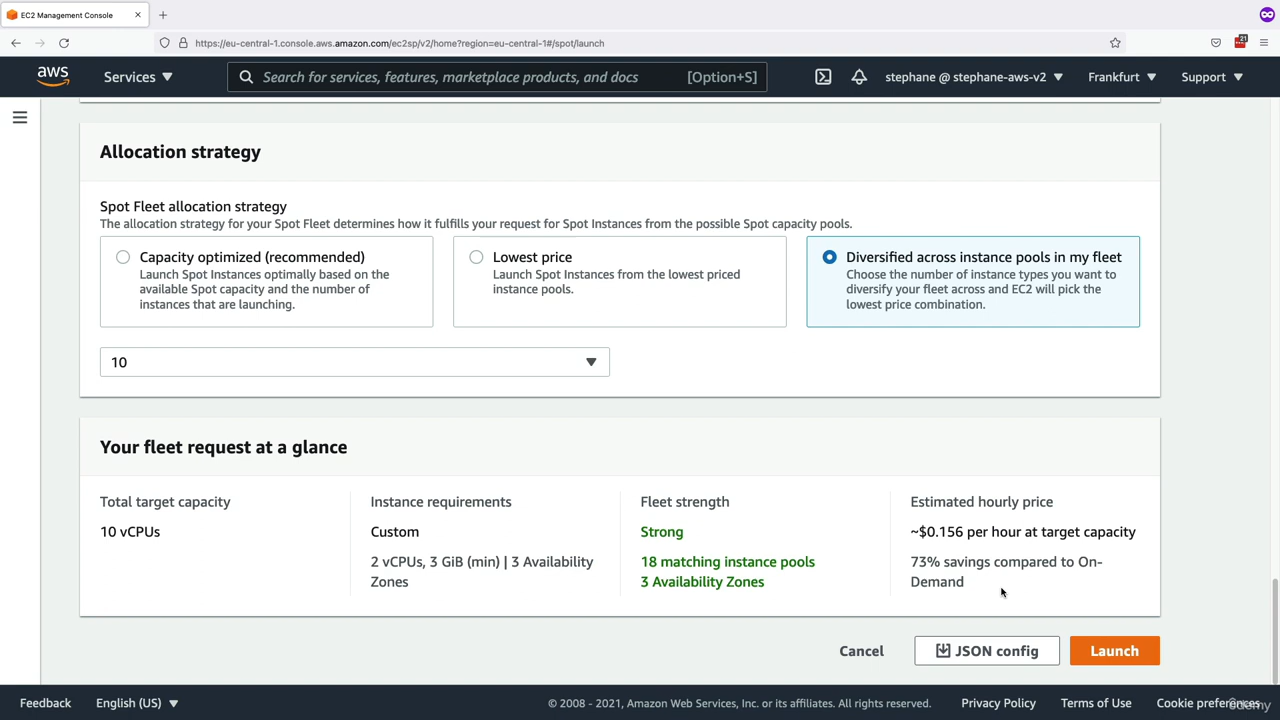 EC2 Management Console
https://eu-central-1.console.aws.amazon.com/ec2sp/v2/home?region=eu-central-1#/spot/launch
21
aws
Services
Search for services, features, marketplace products, and docs
[Option+S]
stephane @ stephane-aws-v2
Frankfurt
Support
Allocation strategy
Spot Fleet allocation strategy
The allocation strategy for your Spot Fleet determines how it fulfills your request for Spot Instances from the possible Spot capacity pools.
Capacity optimized (recommended)
Launch Spot Instances optimally based on the
available Spot capacity and the number of
instances that are launching.
Lowest price
Launch Spot Instances from the lowest priced
instance pools.
Diversified across instance pools in my fleet
Choose the number of instance types you want to
diversify your fleet across and EC2 will pick the
lowest price combination.
10
Your fleet request at a glance
Total target capacity
10 vCPUs
Instance requirements
Custom
2 vCPUs, 3 GiB (min) | 3 Availability
Zones
Fleet strength
Strong
18 matching instance pools
3 Availability Zones
Estimated hourly price
~$0.156 per hour at target capacity
73% savings compared to On-
Demand
Cancel
JSON config
Launch
Feedback
English (US)
© 2008 - 2021, Amazon Web Services, Inc. or its affiliates. All rights reserved.
Privacy Policy
Terms of Use
Cookie preferences
Udemy